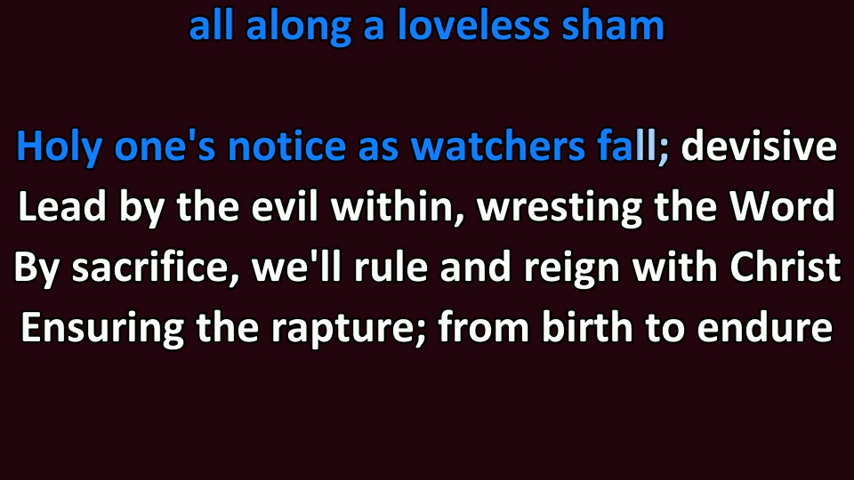 all along a loveless sham
Holy one's notice as watchers fall; devisive
Lead by the evil within, wresting the Word
By sacrifice, we'll rule and reign with Christ
Ensuring the rapture; from birth to endure